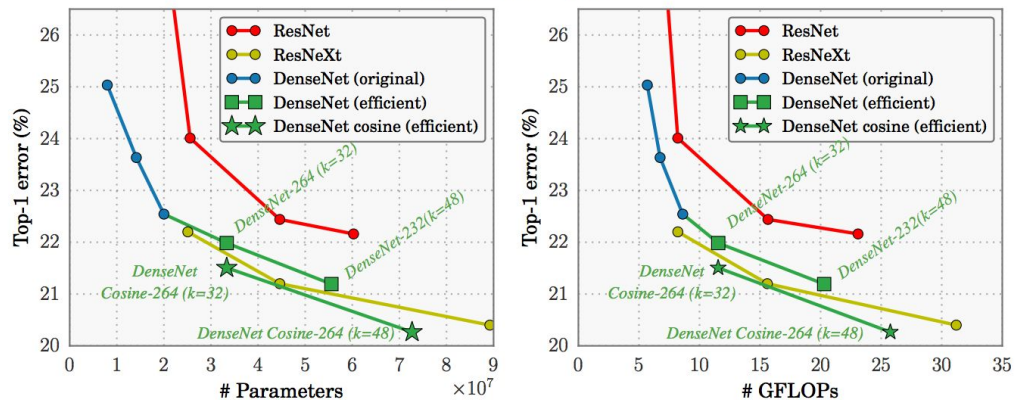 26
25
24
23
22
21
20
Top-1 error (%)
ResNet
ResNeXt
DenseNet (original)
DenseNet (efficient)
DenseNet cosine (efficient)
DenseNet-264 (k=32)
DenseNet-232(k=48)
DenseNet
Cosine-264 (k=32)
DenseNet Cosine-264 (k=48)
0 1 2 3 4 5 6 7 8 9
# Parameters
×10⁷
26
25
24
23
22
21
20
Top-1 error (%)
ResNet
ResNeXt
DenseNet (original)
DenseNet (efficient)
DenseNet cosine (efficient)
DenseNet-264 (k=32)
DenseNet-232(k=48)
DenseNet
Cosine-264 (k=32)
DenseNet Cosine-264 (k=48)
0 5 10 15 20 25 30 35
# GFLOPs